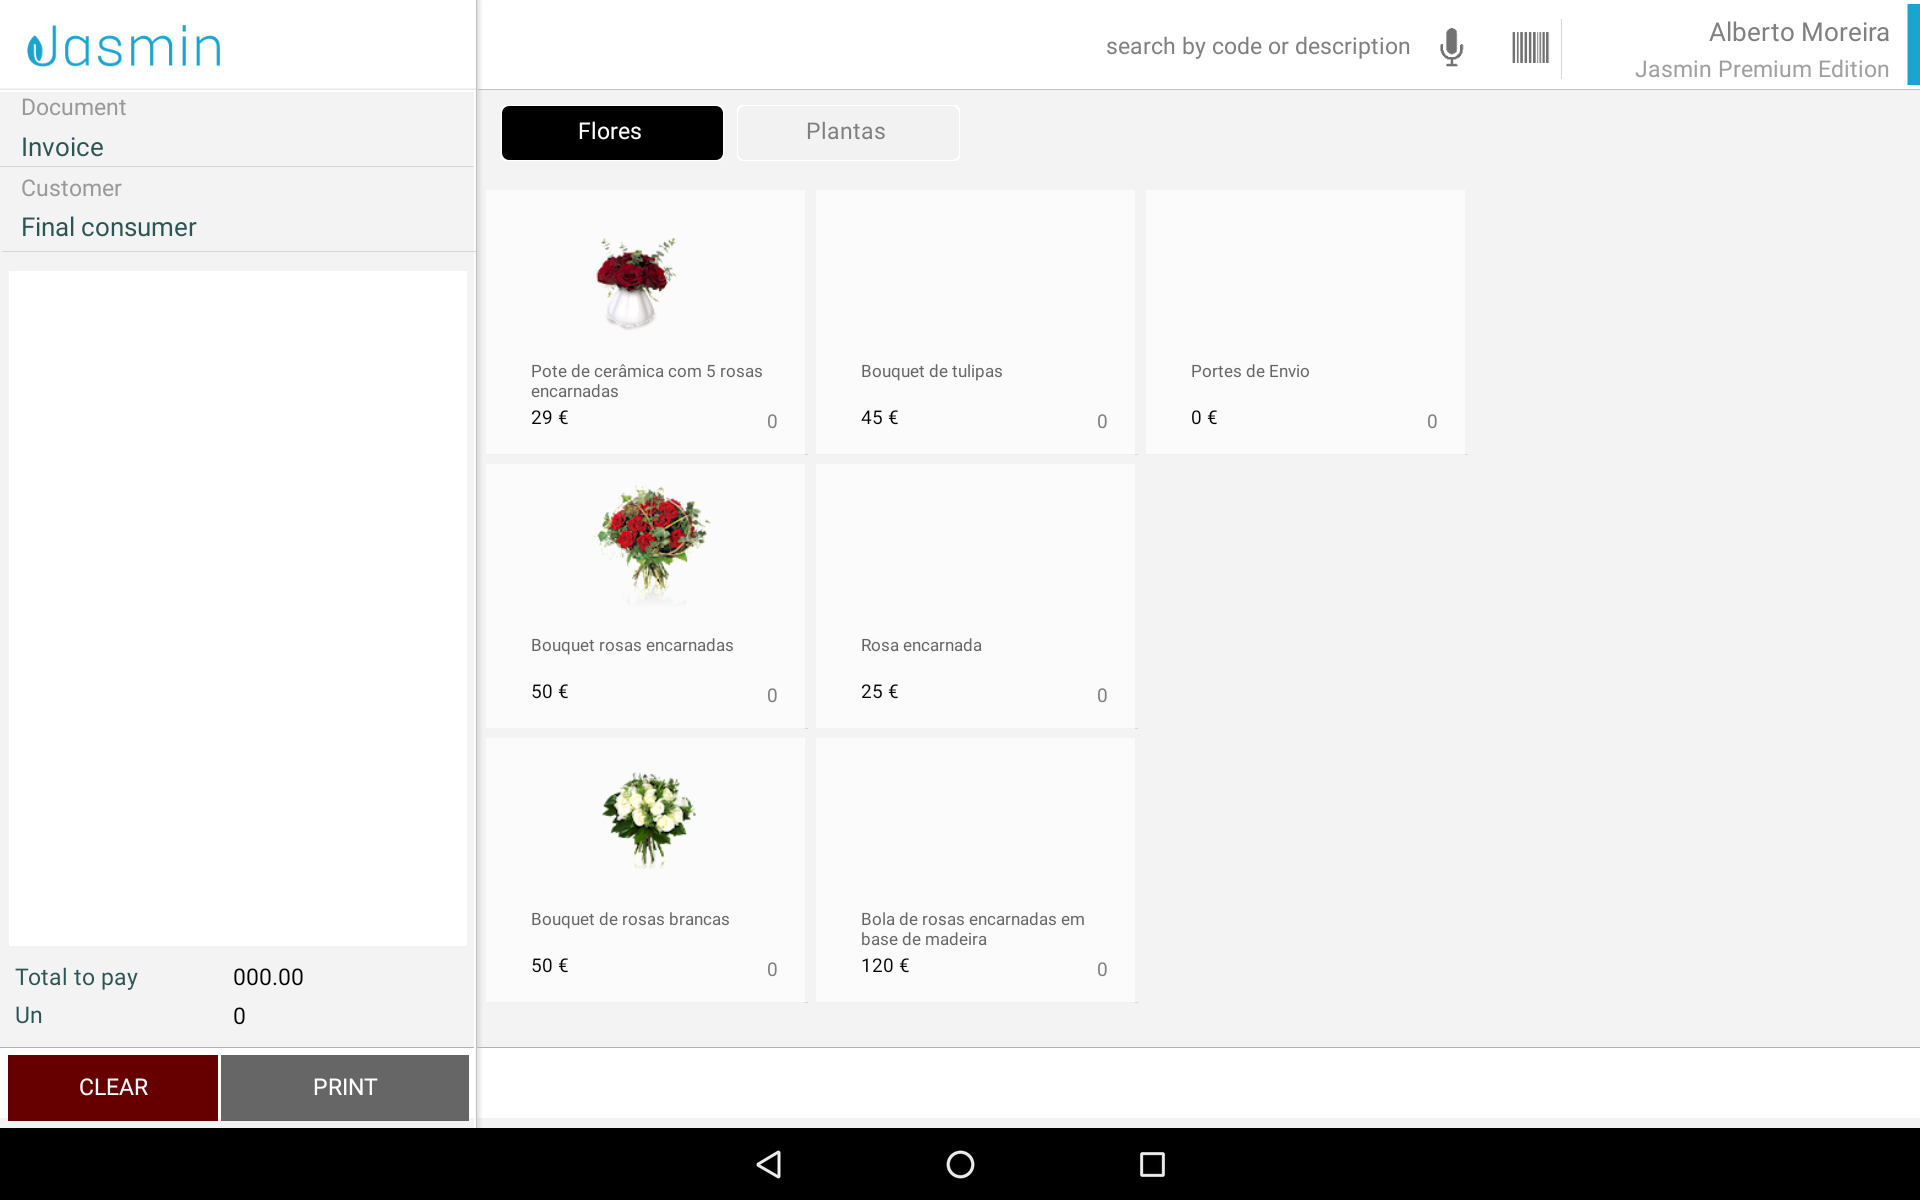 Jasmin
search by code or description
Alberto Moreira
Jasmin Premium Edition
Document
Invoice
Customer
Final consumer
Flores
Plantas
Pote de cerâmica com 5 rosas
encarnadas
29 €
0
Bouquet de tulipas
45 €
0
Portes de Envio
0 €
0
Bouquet rosas encarnadas
50 €
0
Rosa encarnada
25 €
0
Bouquet de rosas brancas
50 €
0
Bola de rosas encarnadas em
base de madeira
120 €
0
Total to pay 000.00
Un 0
CLEAR
PRINT